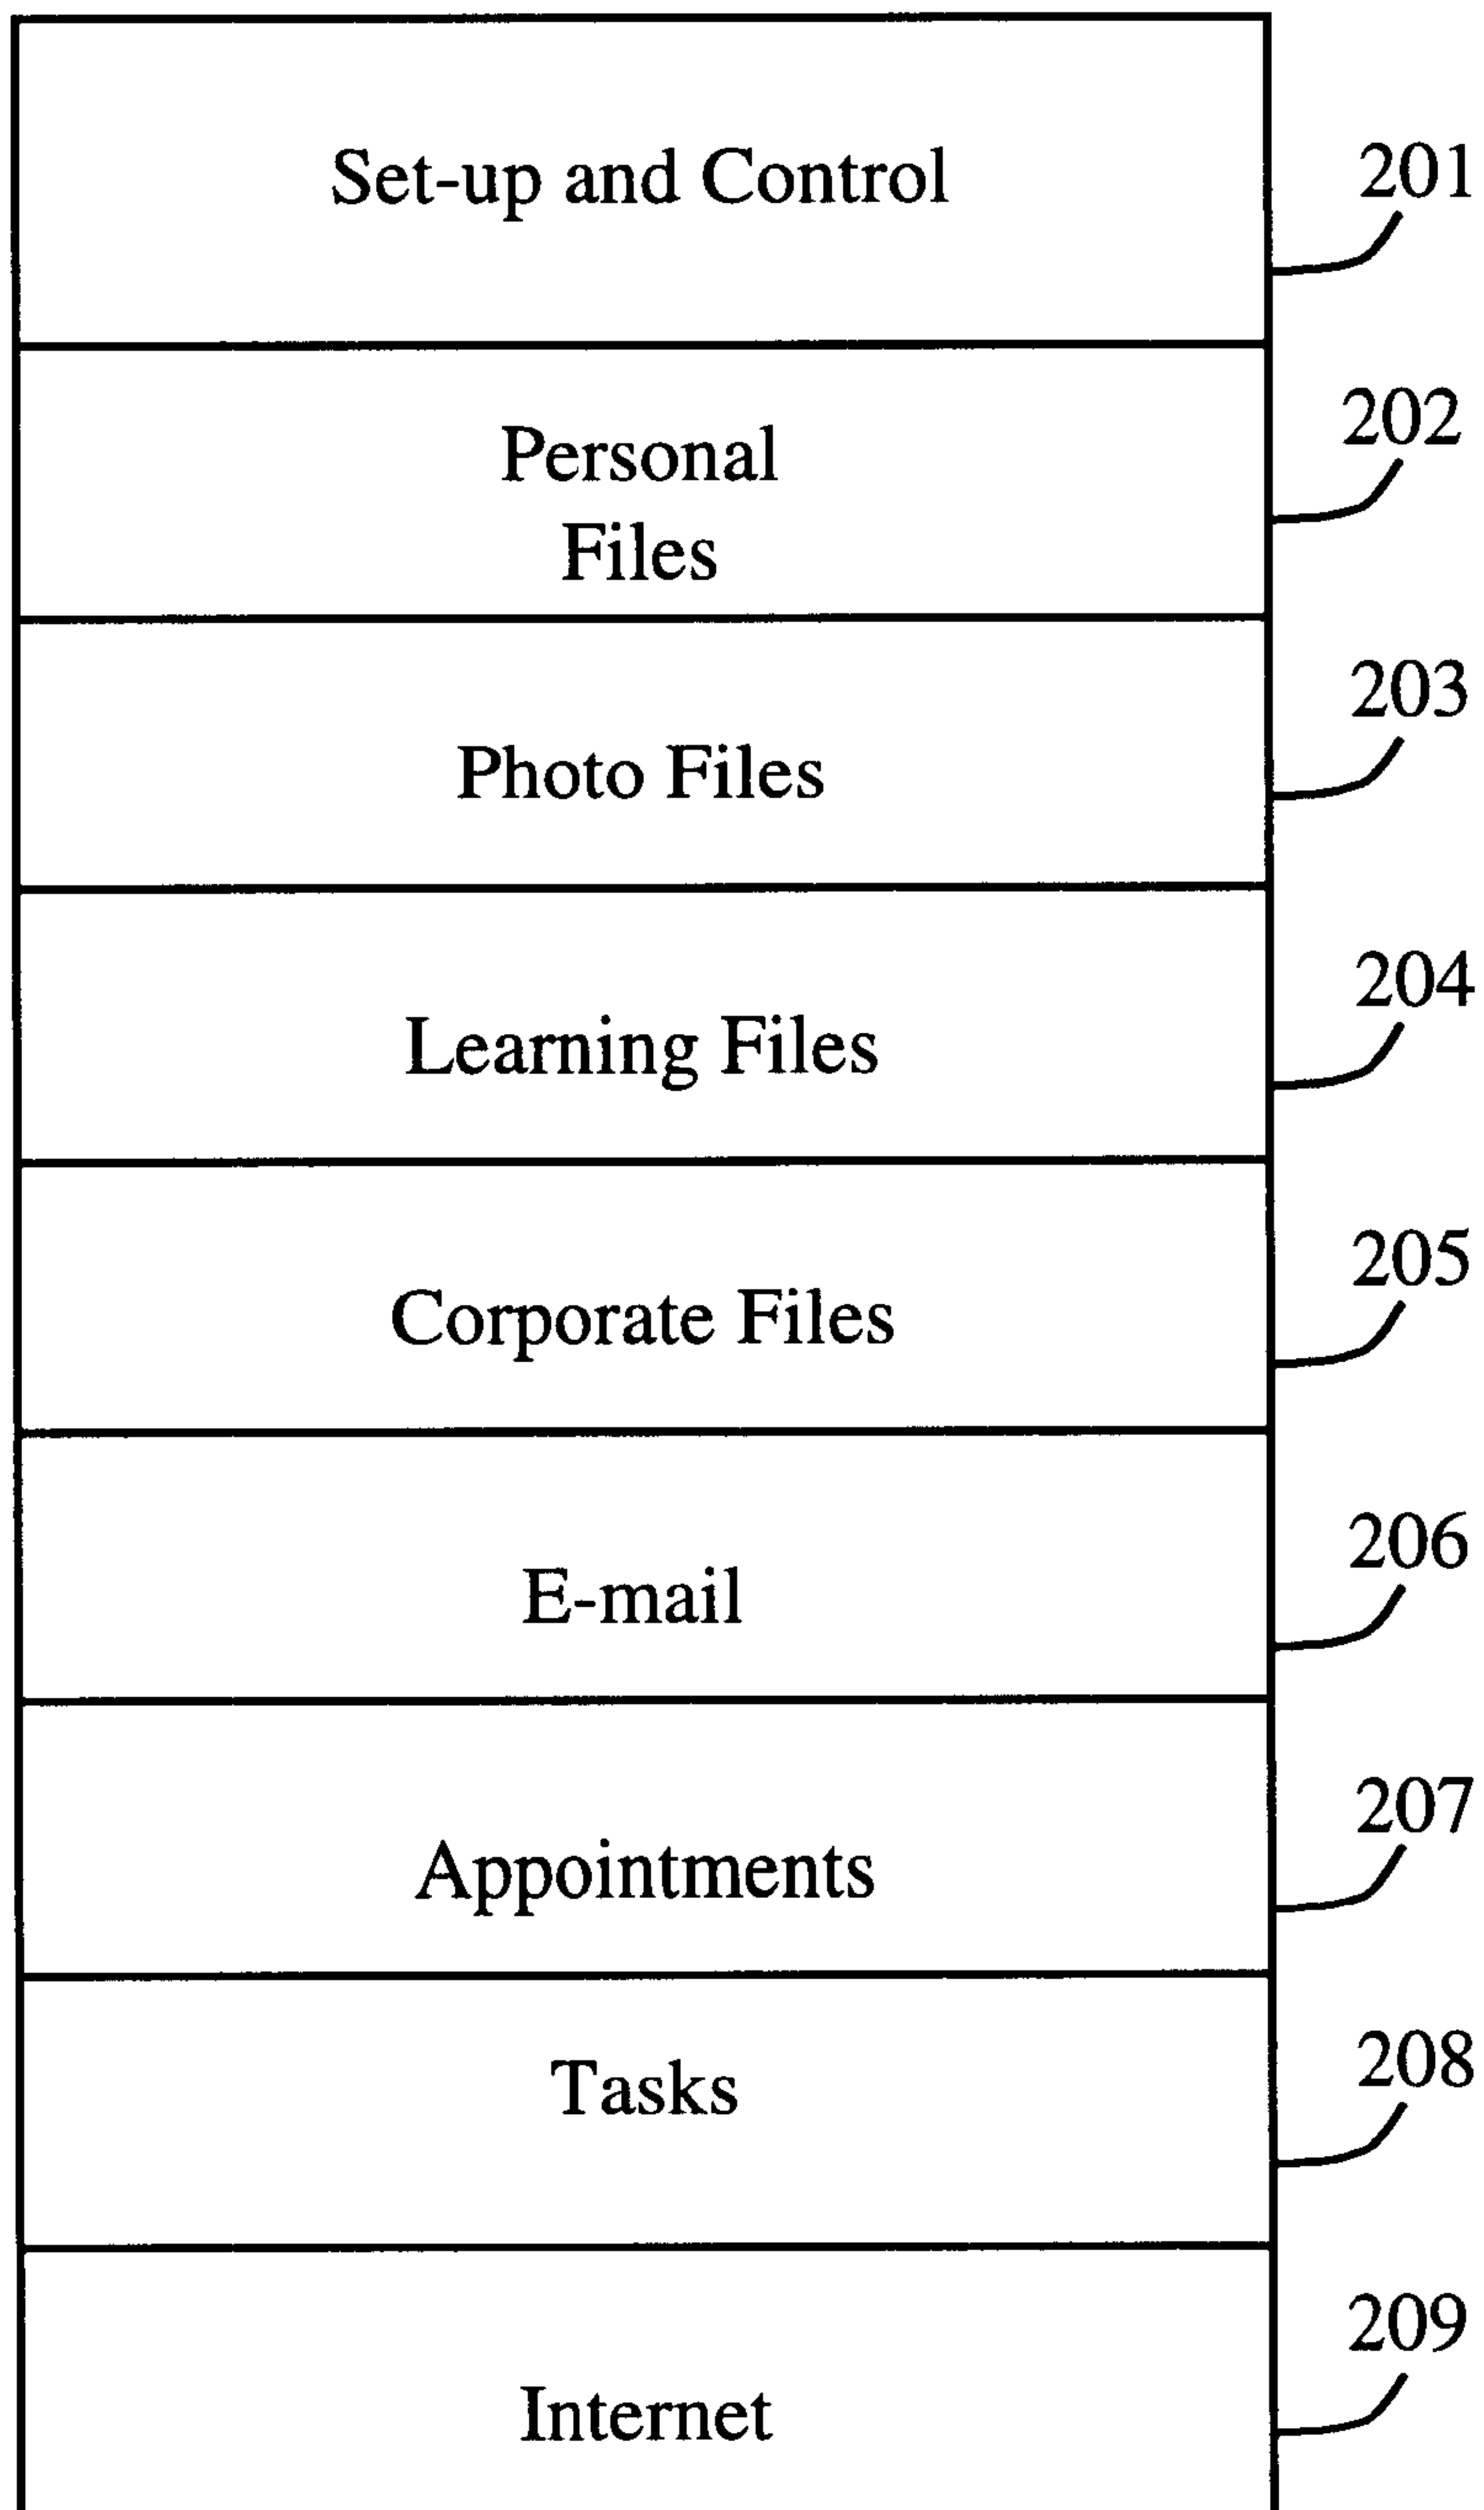 Set-up and Control
201
Personal
Files
202
Photo Files
203
Learning Files
204
Corporate Files
205
E-mail
206
Appointments
207
Tasks
208
Internet
209